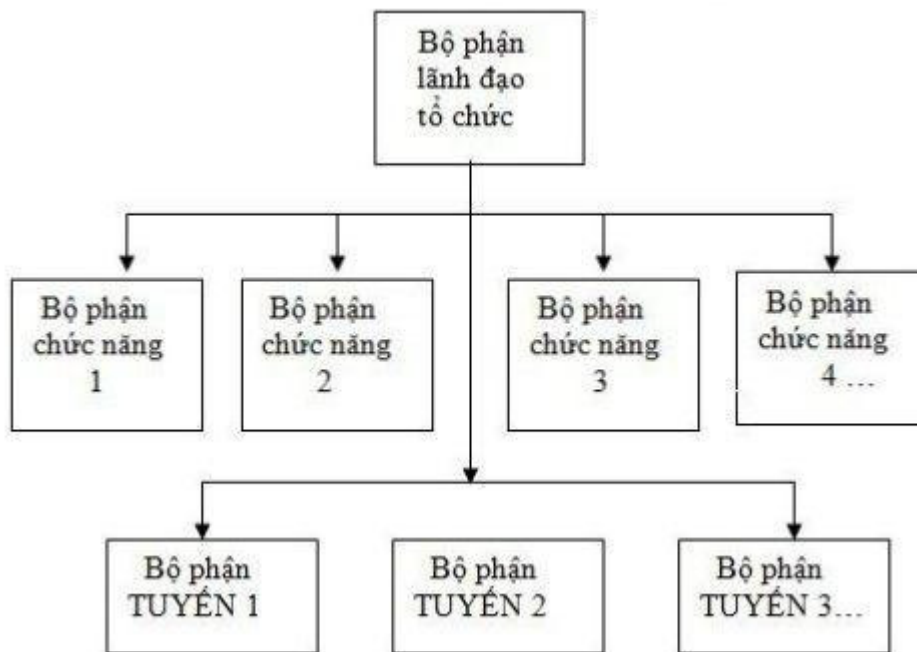 Bộ phận
lãnh đạo
tổ chức
Bộ phận
chức năng
1
Bộ phận
chức năng
2
Bộ phận
chức năng
3
Bộ phận
chức năng
4 ...
Bộ phận
TUYẾN 1
Bộ phận
TUYẾN 2
Bộ phận
TUYẾN 3...